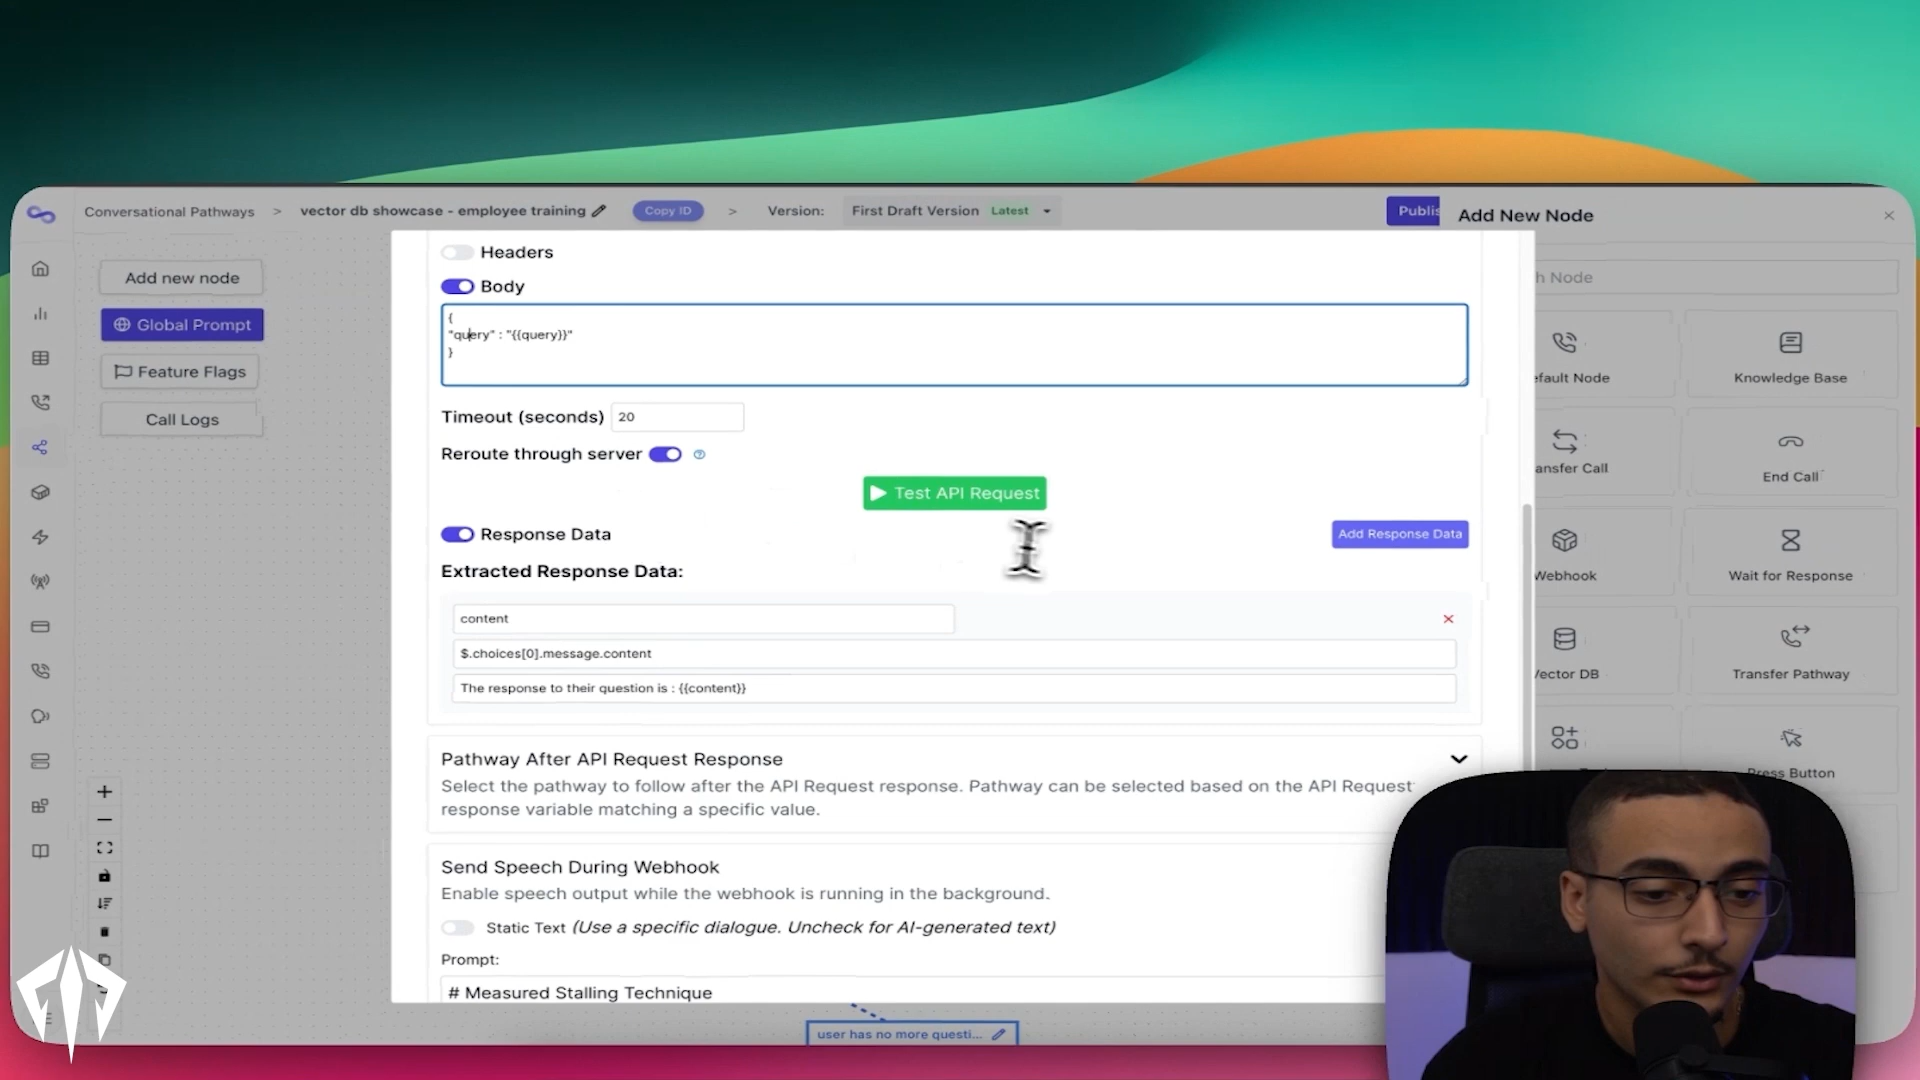 Conversational Pathways > vector db showcase - employee training Copy ID > Version: First Draft Version Latest
Publis
Add New Node
Add new node
Global Prompt
Feature Flags
Call Logs
Headers
Body
{
"query" : "{{query}}"
}
Timeout (seconds) 20
Reroute through server
Test API Request
Response Data
Add Response Data
Extracted Response Data:
content
$.choices[0].message.content
The response to their question is : {{content}}
Pathway After API Request Response
Select the pathway to follow after the API Request response. Pathway can be selected based on the API Request
response variable matching a specific value.
Send Speech During Webhook
Enable speech output while the webhook is running in the background.
Static Text (Use a specific dialogue. Uncheck for AI-generated text)
Prompt:
# Measured Stalling Technique
user has no more questi...
h Node
efault Node
Knowledge Base
ansfer Call
End Call
Webhook
Wait for Response
Vector DB
Transfer Pathway
Press Button